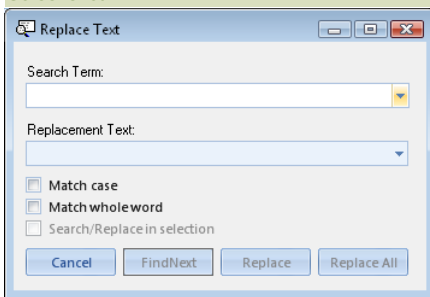 Replace Text
Search Term:
Replacement Text:
Match case
Match whole word
Search/Replace in selection
Cancel FindNext Replace Replace All